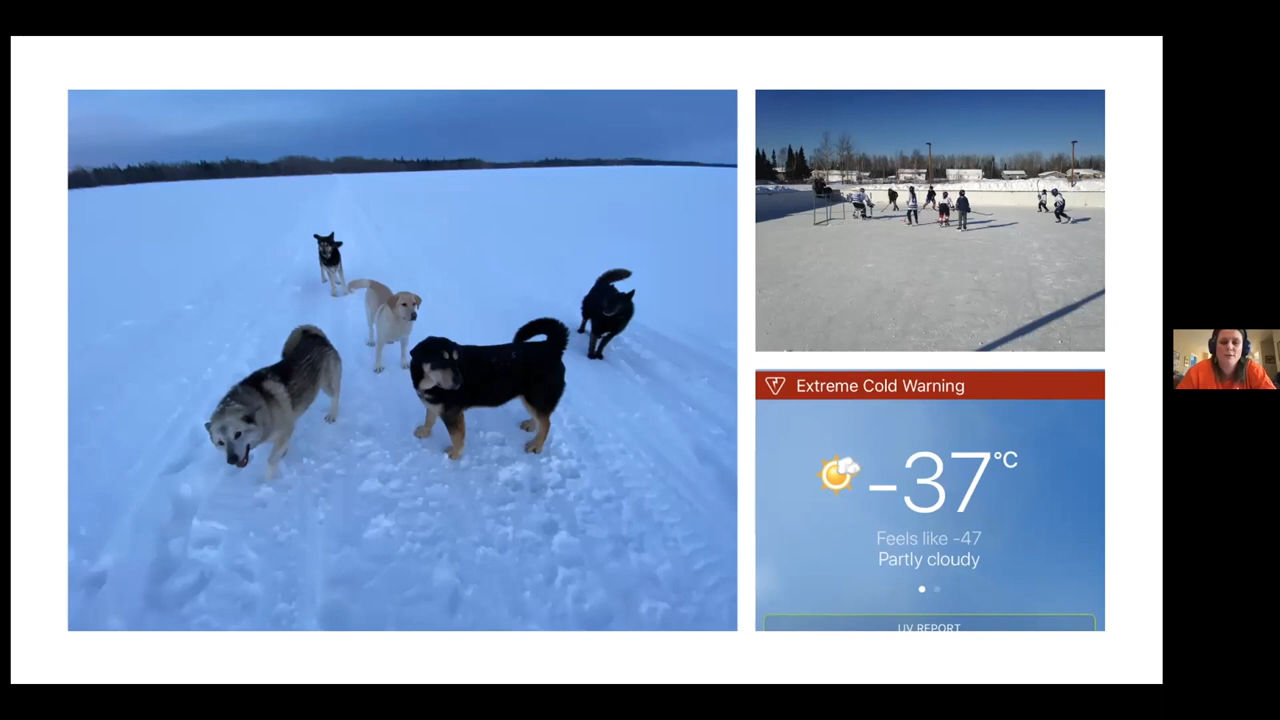 Extreme Cold Warning
-37°C
Feels like -47
Partly cloudy
UV REPORT